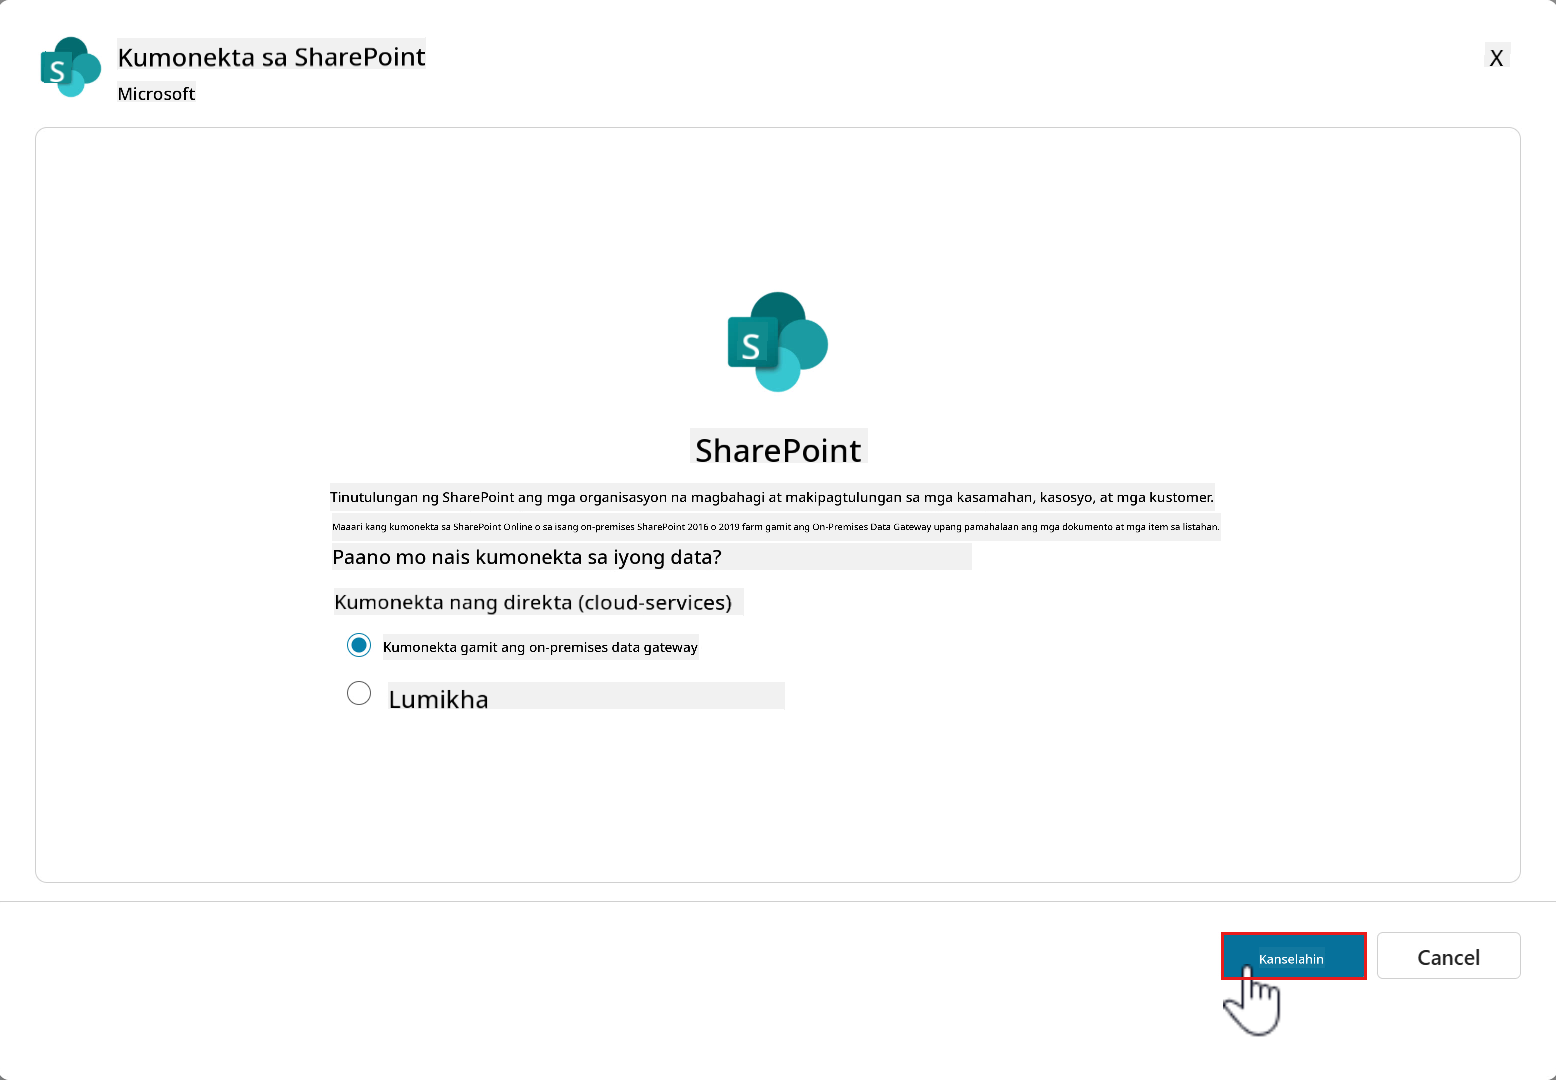 Kumonekta sa SharePoint
X
Microsoft
S
S
SharePoint
Tinutulungan ng SharePoint ang mga organisasyon na magbahagi at makipagtulungan sa mga kasamahan, kasosyo, at mga kustomer.
Maaari kang kumonekta sa SharePoint Online o sa isang on-premises SharePoint 2016 o 2019 farm gamit ang On-Premises Data Gateway upang pamahalaan ang mga dokumento at mga item sa listahan.
Paano mo nais kumonekta sa iyong data?
Kumonekta nang direkta (cloud-services)
Kumonekta gamit ang on-premises data gateway
Lumikha
Kanselahin
Cancel